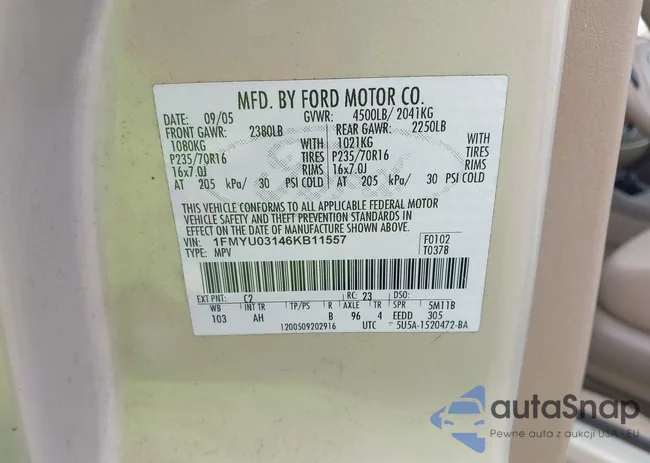 MFD. BY FORD MOTOR CO.
DATE: 09/05 GVWR: 4500LB/ 2041KG
FRONT GAWR: 2380LB REAR GAWR: 2250LB
1080KG WITH 1021KG WITH
P235/70R16 TIRES P235/70R16 TIRES
16x7.0J RIMS 16x7.0J RIMS
AT 205 kPa/ 30 PSI COLD AT 205 kPa/ 30 PSI COLD
THIS VEHICLE CONFORMS TO ALL APPLICABLE FEDERAL MOTOR
VEHICLE SAFETY AND THEFT PREVENTION STANDARDS IN
EFFECT ON THE DATE OF MANUFACTURE SHOWN ABOVE.
VIN: 1FMYU03146KB11557 F0102
TYPE: MPV T0378
EXT PNT: C2 RC: 23 DSO:
WB INT TR TP/PS R AXLE TR SPR 5M11B
103 AH B 96 4 EEDD 305
1200509202916 UTC 5U5A-1520472-BA
Ford
autaSnap
Pewne auta z aukcji USA - EU